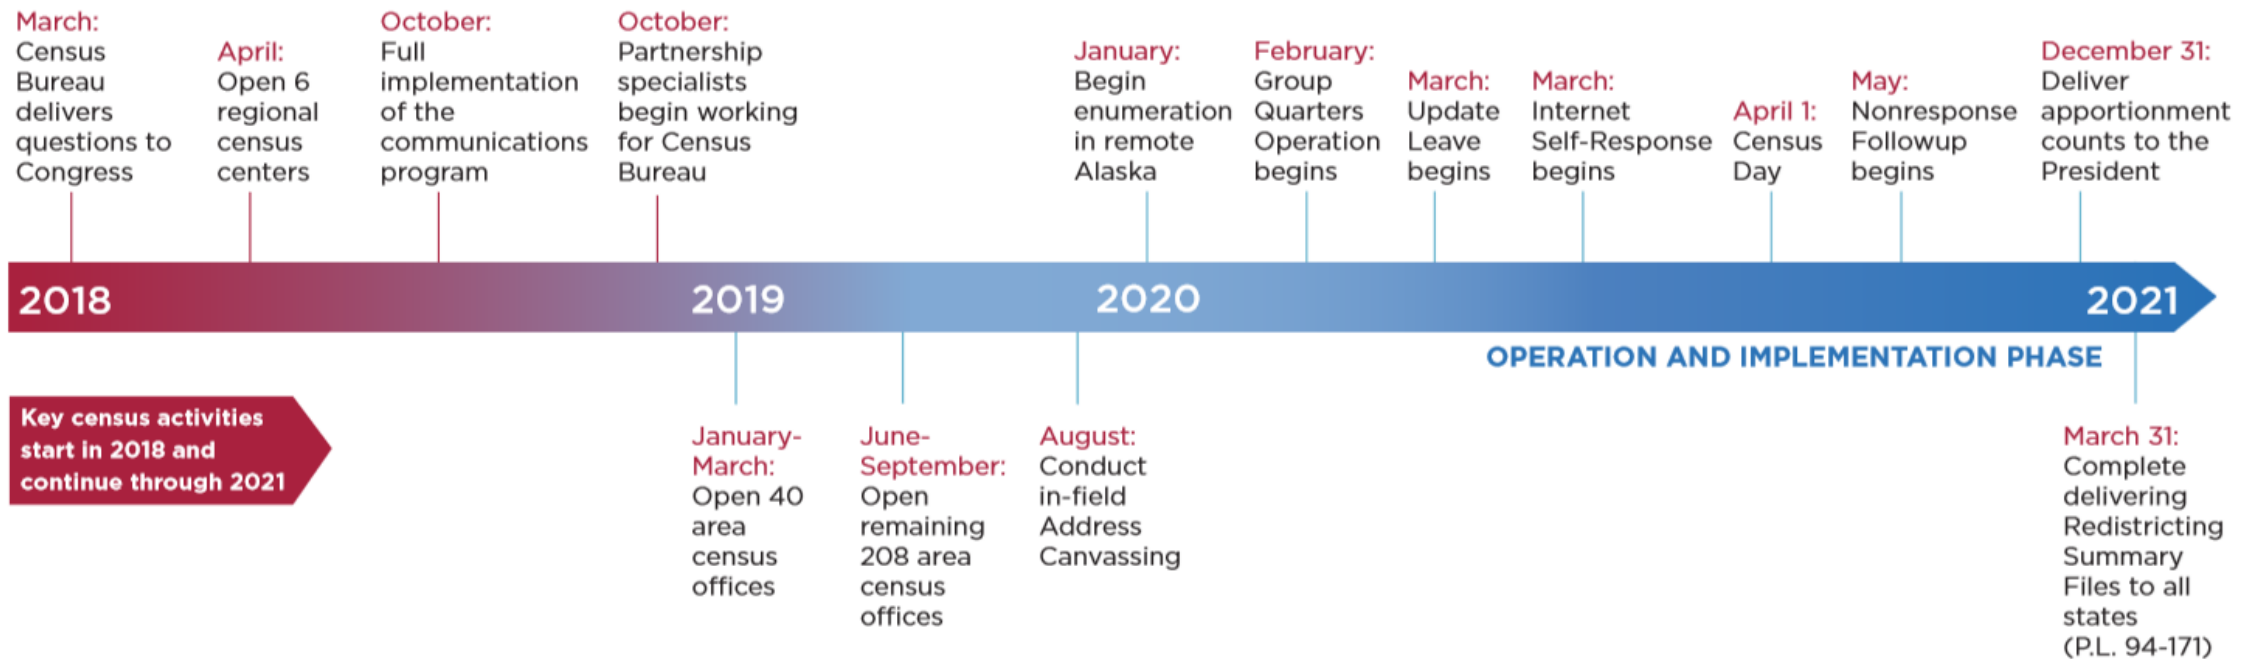 March:
Census
Bureau
delivers
questions to
Congress
April:
Open 6
regional
census
centers
October:
Full
implementation
of the
communications
program
October:
Partnership
specialists
begin working
for Census
Bureau
January:
Begin
enumeration
in remote
Alaska
February:
Group
Quarters
Operation
begins
March:
Update
Leave
begins
March:
Internet
Self-Response
begins
April 1:
Census
Day
May:
Nonresponse
Followup
begins
December 31:
Deliver
apportionment
counts to the
President
2018
2019
2020
2021
OPERATION AND IMPLEMENTATION PHASE
Key census activities
start in 2018 and
continue through 2021
January-
March:
Open 40
area
census
offices
June-
September:
Open
remaining
208 area
census
offices
August:
Conduct
in-field
Address
Canvassing
March 31:
Complete
delivering
Redistricting
Summary
Files to all
states
(P.L. 94-171)